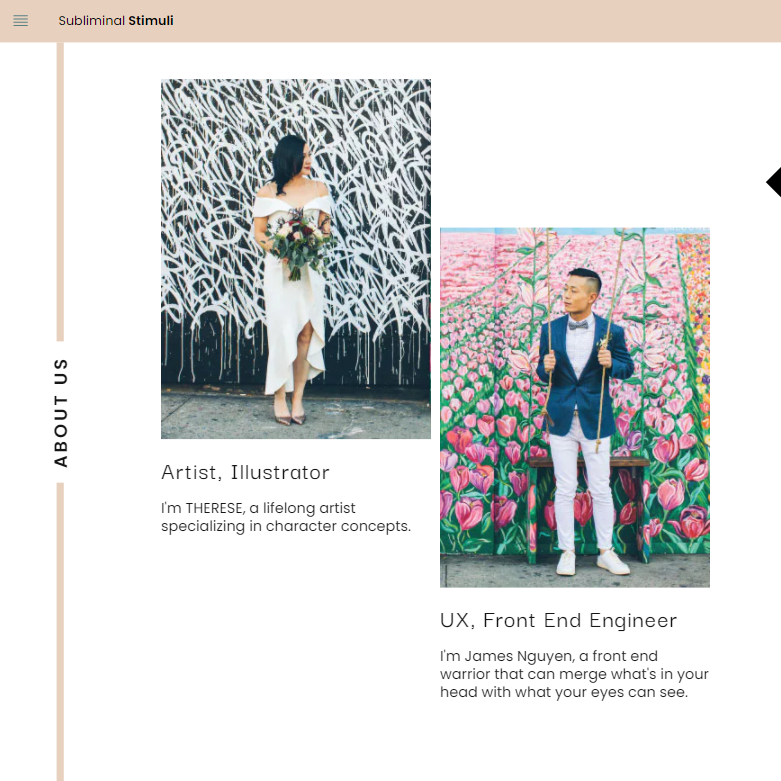 Subliminal Stimuli
ABOUT US
Artist, Illustrator
I'm THERESE, a lifelong artist
specializing in character concepts.
UX, Front End Engineer
I'm James Nguyen, a front end
warrior that can merge what's in your
head with what your eyes can see.